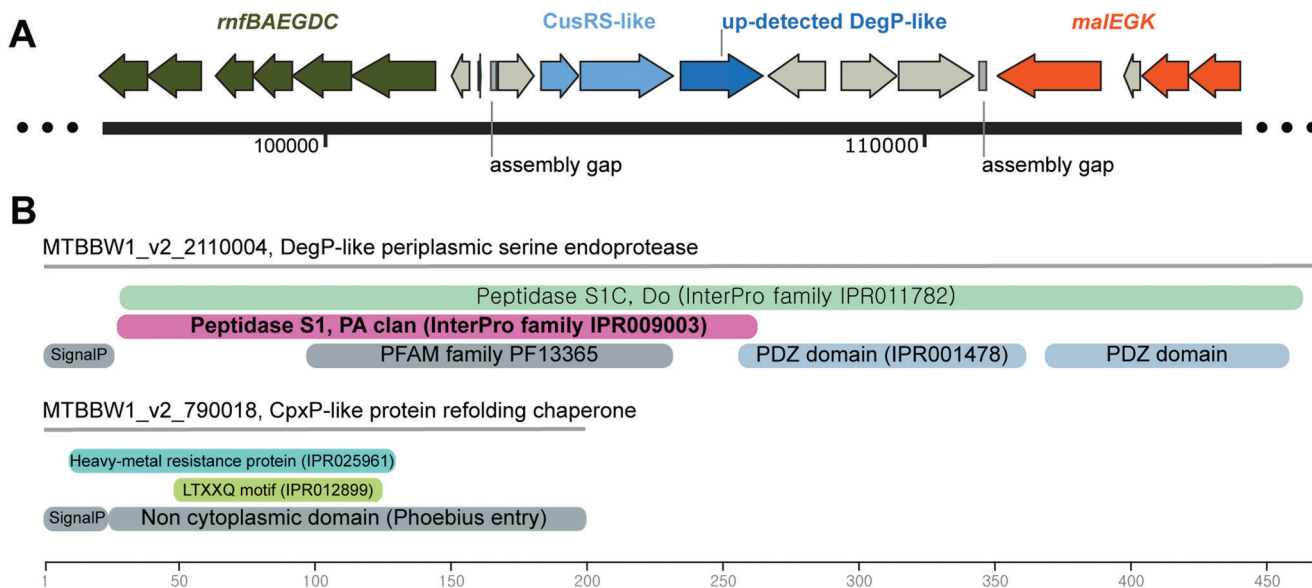 A
rnfBAEGDC
CusRS-like
up-detected DegP-like
malEGK
100000
110000
assembly gap
assembly gap
B
MTBBW1_v2_2110004, DegP-like periplasmic serine endoprotease
Peptidase S1C, Do (InterPro family IPR011782)
Peptidase S1, PA clan (InterPro family IPR009003)
SignalP
PFAM family PF13365
PDZ domain (IPR001478)
PDZ domain
MTBBW1_v2_790018, CpxP-like protein refolding chaperone
Heavy-metal resistance protein (IPR025961)
LTXXQ motif (IPR012899)
SignalP
Non cytoplasmic domain (Phoebius entry)
1
50
100
150
200
250
300
350
400
450